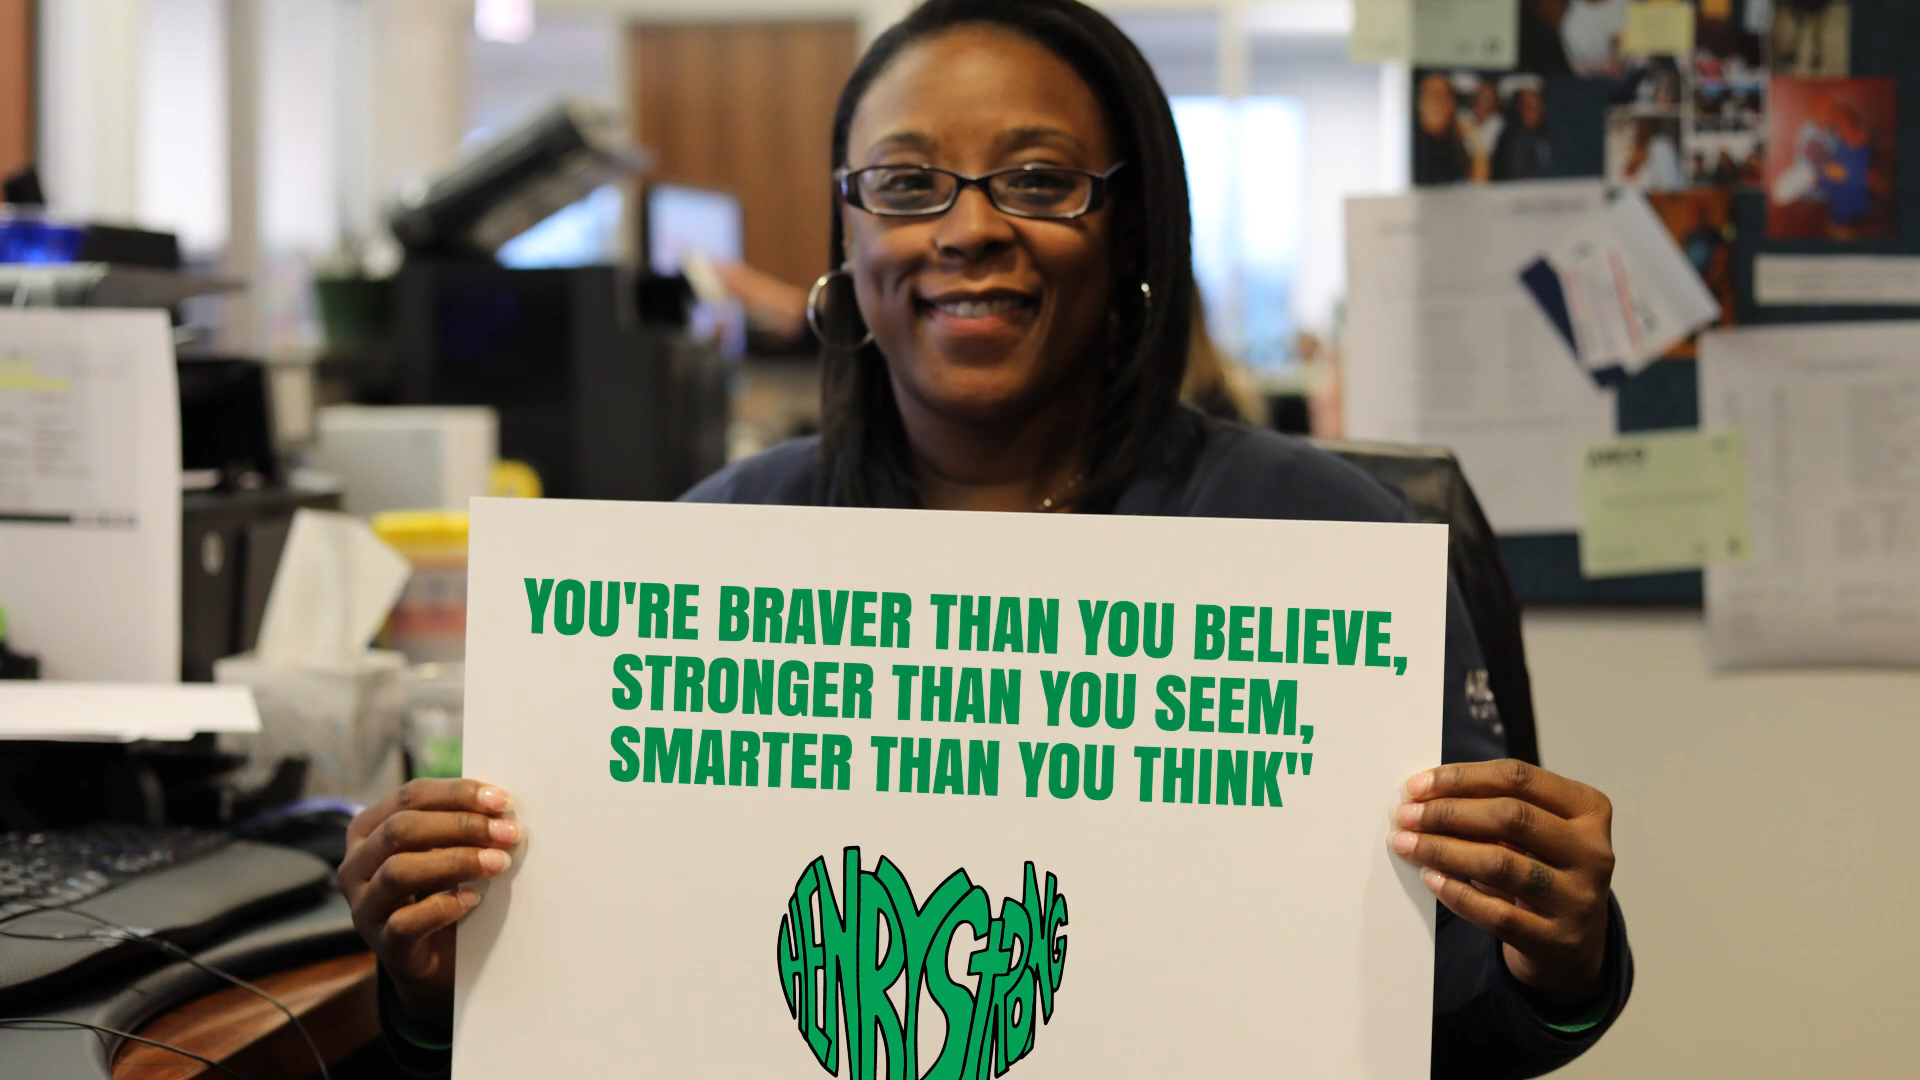 YOU'RE BRAVER THAN YOU BELIEVE,
STRONGER THAN YOU SEEM,
SMARTER THAN YOU THINK"
HENRYSTRONG